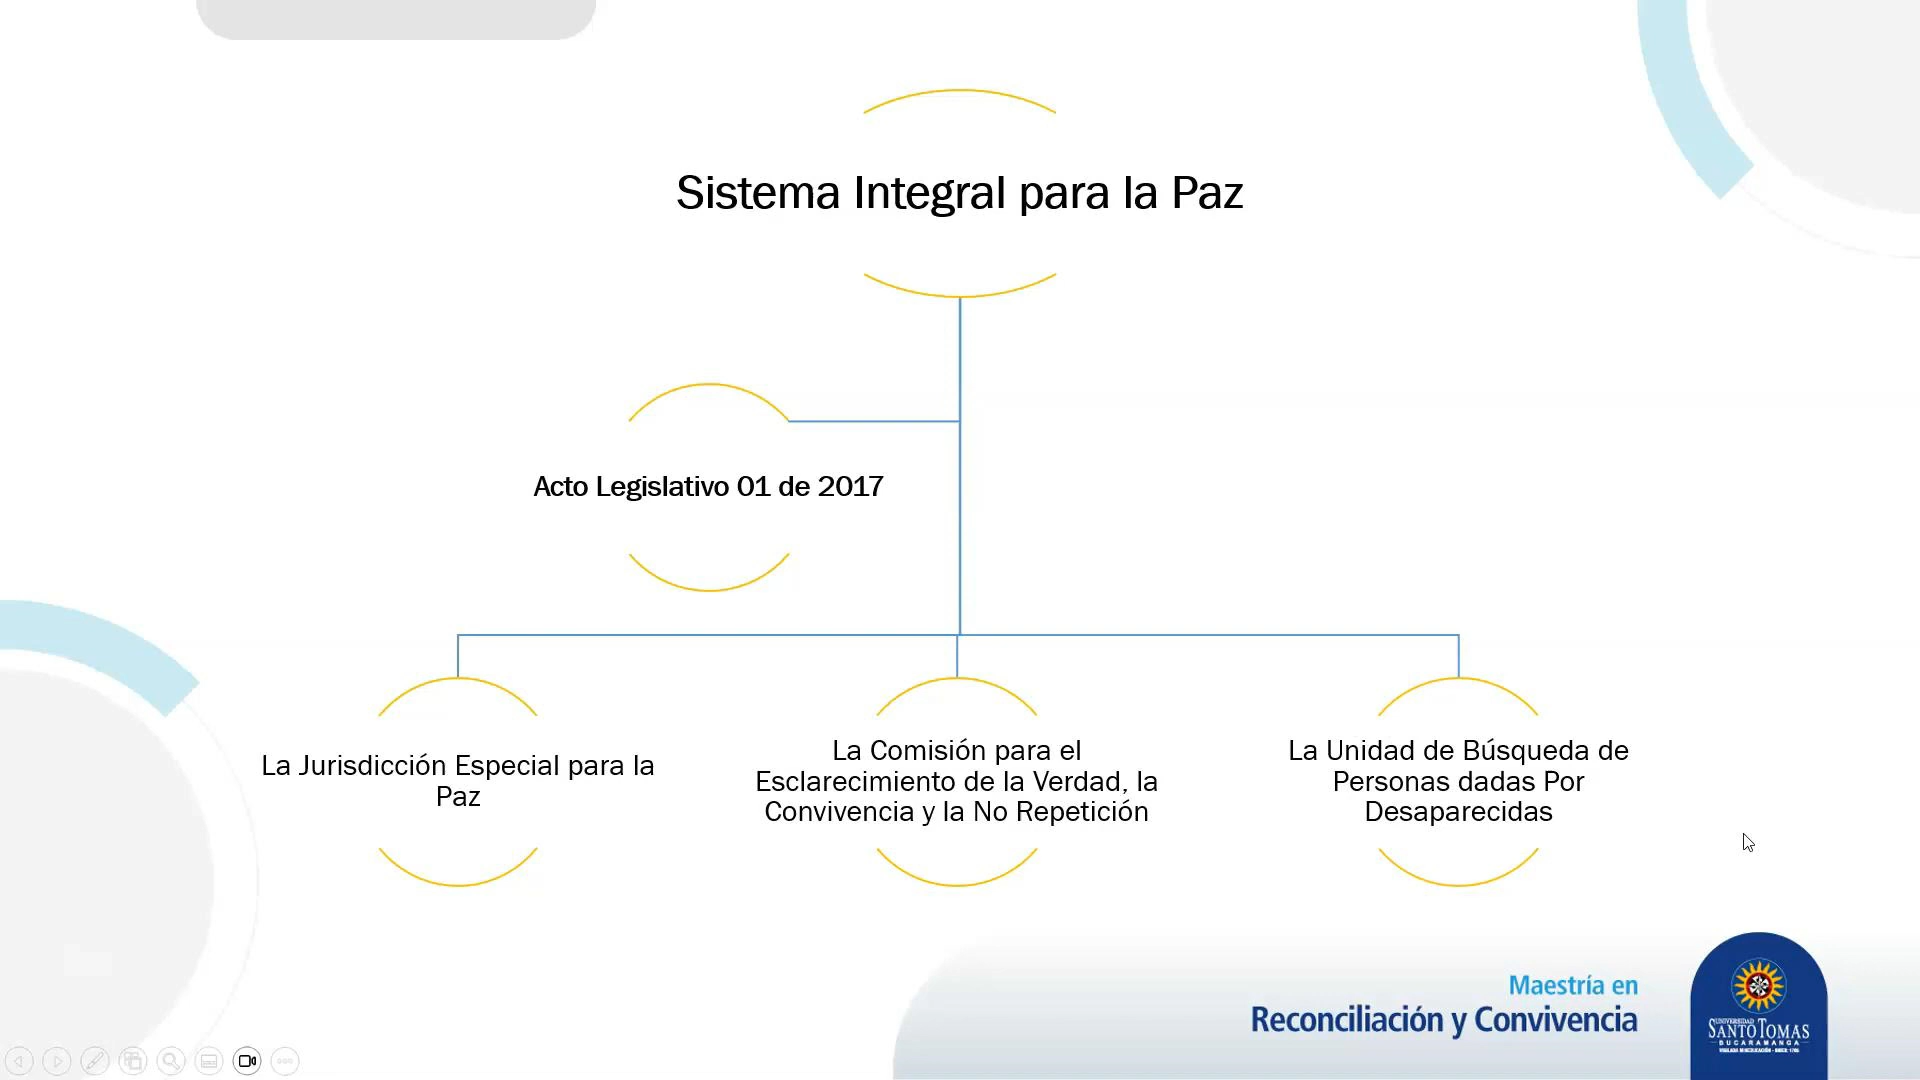 Sistema Integral para la Paz
Acto Legislativo 01 de 2017
La Jurisdicción Especial para la
Paz
La Comisión para el
Esclarecimiento de la Verdad, la
Convivencia y la No Repetición
La Unidad de Búsqueda de
Personas dadas Por
Desaparecidas
Maestría en
Reconciliación y Convivencia
UNIVERSIDAD
SANTO TOMAS
BUCARAMANGA